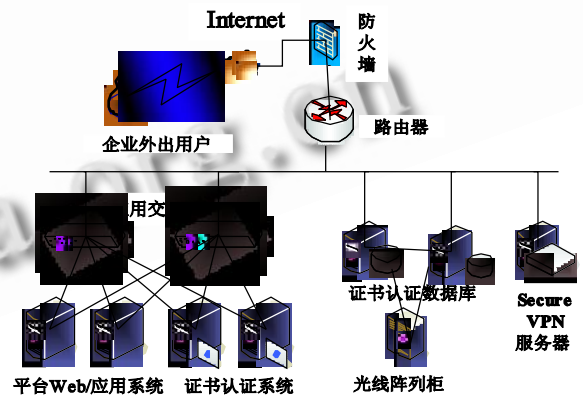 Internet
防
火
墙
企业外出用户
路由器
用交
证书认证数据库
Secure
VPN
服务器
平台Web/应用系统
证书认证系统
光线阵列柜